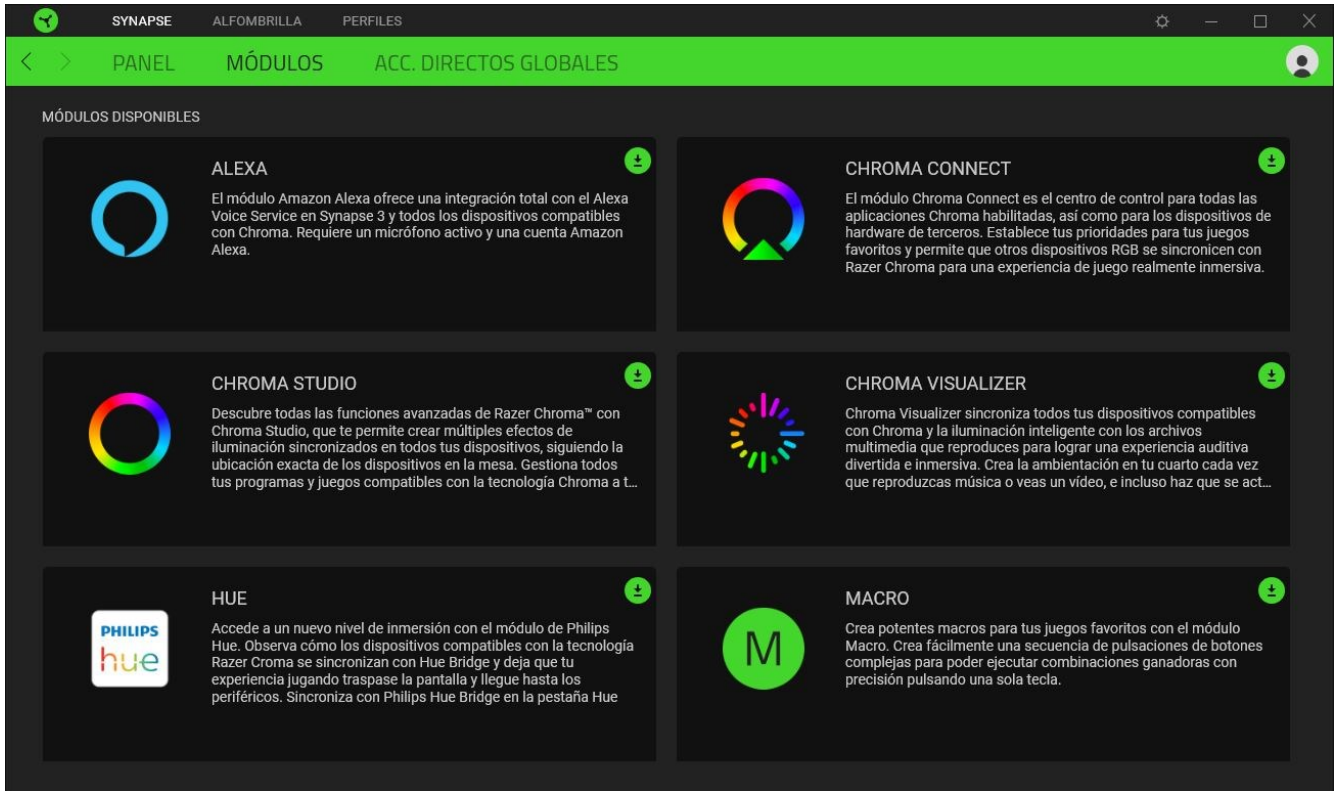 SYNAPSE ALFOMBRILLA PERFILES
PANEL MÓDULOS ACC. DIRECTOS GLOBALES
MÓDULOS DISPONIBLES
ALEXA
El módulo Amazon Alexa ofrece una integración total con el Alexa
Voice Service en Synapse 3 y todos los dispositivos compatibles
con Chroma. Requiere un micrófono activo y una cuenta Amazon
Alexa.
CHROMA CONNECT
El módulo Chroma Connect es el centro de control para todas las
aplicaciones Chroma habilitadas, así como para los dispositivos de
hardware de terceros. Establece tus prioridades para tus juegos
favoritos y permite que otros dispositivos RGB se sincronicen con
Razer Chroma para una experiencia de juego realmente inmersiva.
CHROMA STUDIO
Descubre todas las funciones avanzadas de Razer Chroma™ con
Chroma Studio, que te permite crear múltiples efectos de
iluminación sincronizados en todos tus dispositivos, siguiendo la
ubicación exacta de los dispositivos en la mesa. Gestiona todos
tus programas y juegos compatibles con la tecnología Chroma a t...
CHROMA VISUALIZER
Chroma Visualizer sincroniza todos tus dispositivos compatibles
con Chroma y la iluminación inteligente con los archivos
multimedia que reproduces para lograr una experiencia auditiva
divertida e inmersiva. Crea la ambientación en tu cuarto cada vez
que reproduzcas música o veas un vídeo, e incluso haz que se act...
PHILIPS
hue
HUE
Accede a un nuevo nivel de inmersión con el módulo de Philips
Hue. Observa cómo los dispositivos compatibles con la tecnología
Razer Croma se sincronizan con Hue Bridge y deja que tu
experiencia jugando traspase la pantalla y llegue hasta los
periféricos. Sincroniza con Philips Hue Bridge en la pestaña Hue
M
MACRO
Crea potentes macros para tus juegos favoritos con el módulo
Macro. Crea fácilmente una secuencia de pulsaciones de botones
complejas para poder ejecutar combinaciones ganadoras con
precisión pulsando una sola tecla.